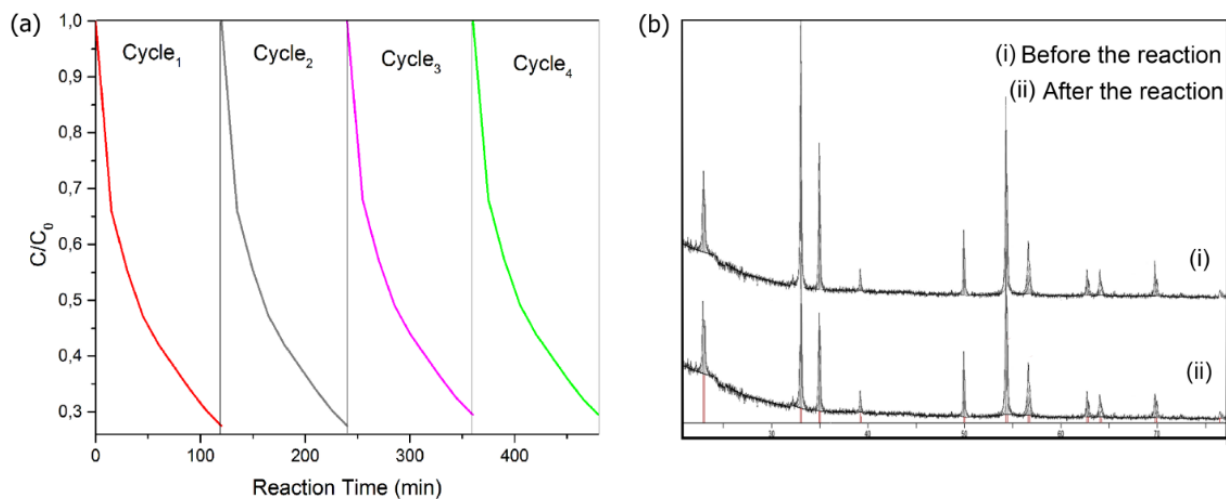 (a)
1,0
0,9
0,8
0,7
0,6
0,5
0,4
0,3
C/C₀
Cycle₁
Cycle₂
Cycle₃
Cycle₄
0
100
200
300
400
Reaction Time (min)
(b)
(i) Before the reaction
(ii) After the reaction
(i)
(ii)
30
40
50
60
70